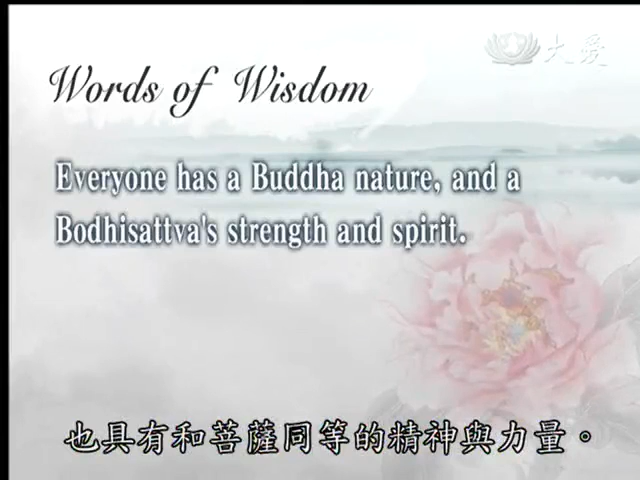 大愛
Words of Wisdom
Everyone has a Buddha nature, and a
Bodhisattva's strength and spirit.
也具有和菩薩同等的精神與力量。